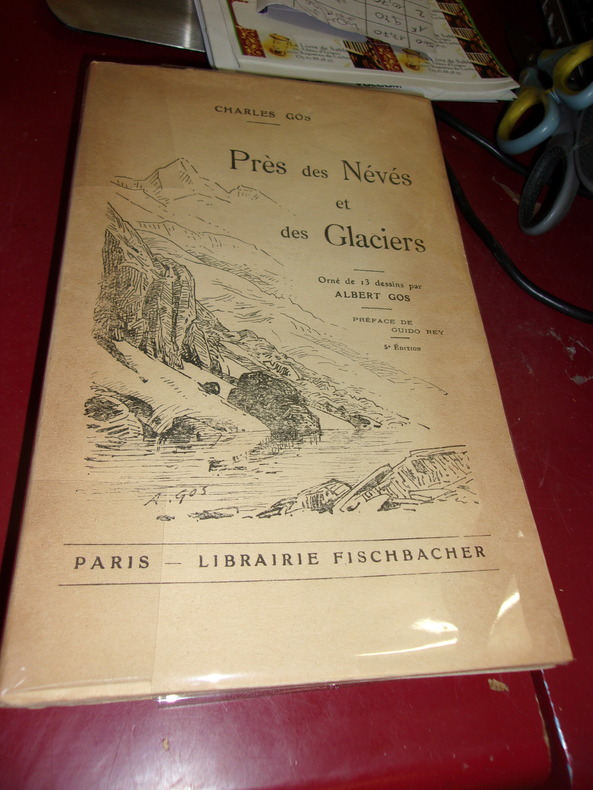 CHARLES GOS
Près des Névés
et
des Glaciers
Orné de 13 dessins par
ALBERT GOS
PRÉFACE DE
GUIDO REY
5e ÉDITION
A. GOS
PARIS — LIBRAIRIE FISCHBACHER